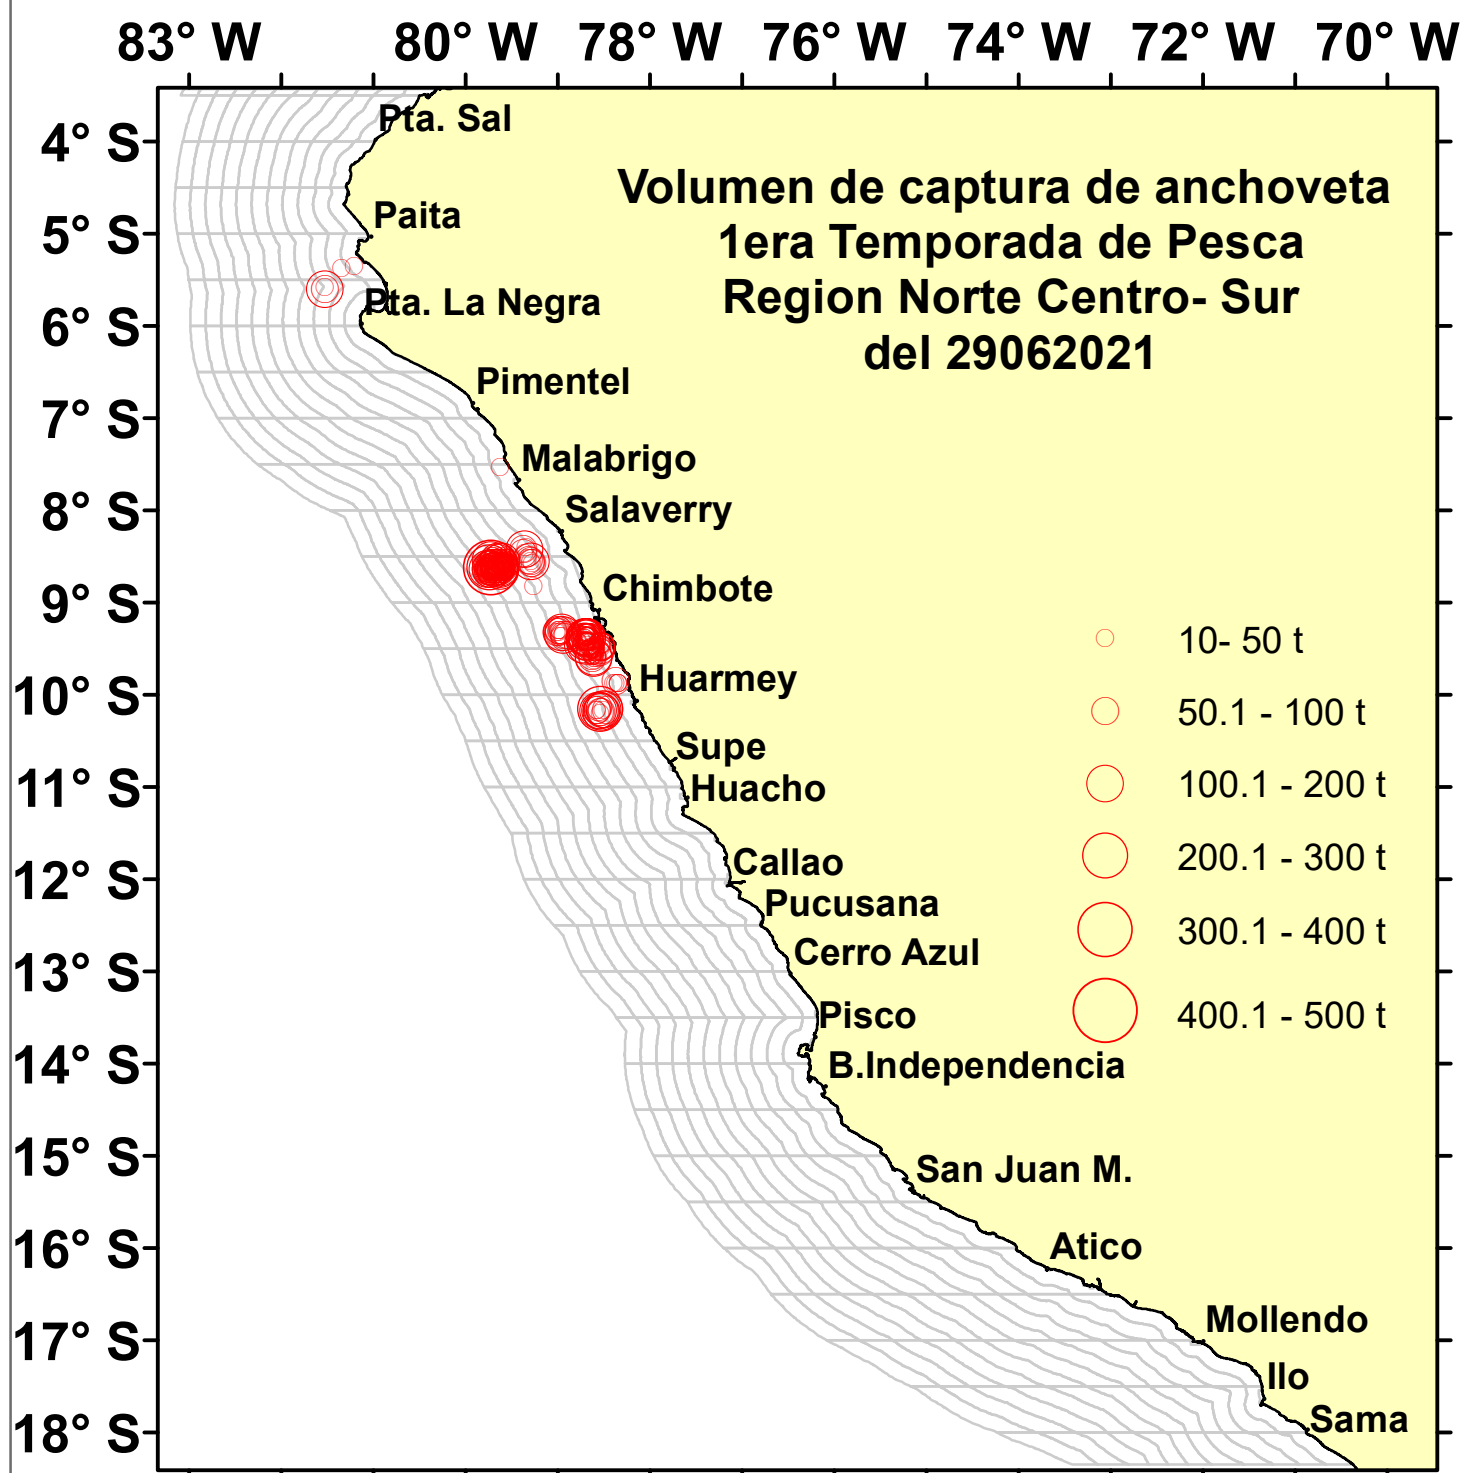 83° W 80° W 78° W 76° W 74° W 72° W 70° W
Pta. Sal
4° S
Volumen de captura de anchoveta
1era Temporada de Pesca
Region Norte Centro- Sur
del 29062021
Paita
5° S
Pta. La Negra
6° S
Pimentel
7° S
Malabrigo
8° S
Salaverry
Chimbote
9° S
10- 50 t
Huarmey
10° S
50.1 - 100 t
Supe
11° S
Huacho
100.1 - 200 t
Callao
200.1 - 300 t
12° S
Pucusana
300.1 - 400 t
Cerro Azul
13° S
Pisco
400.1 - 500 t
14° S
B.Independencia
15° S
San Juan M.
16° S
Atico
Mollendo
17° S
Ilo
Sama
18° S